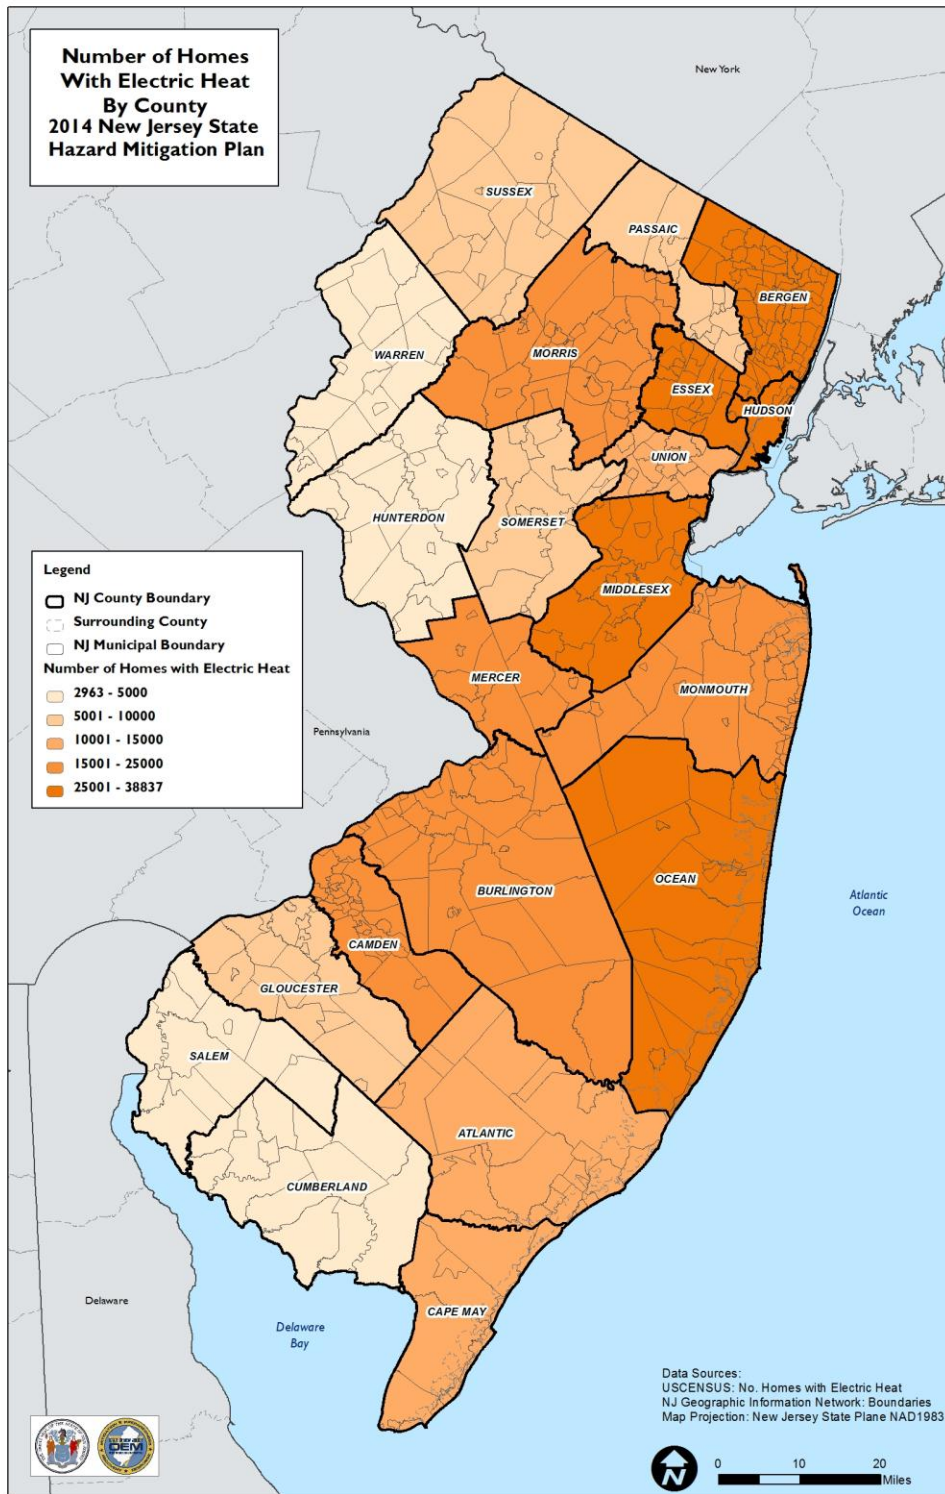 Number of Homes
With Electric Heat
By County
2014 New Jersey State
Hazard Mitigation Plan
New York
SUSSEX
PASSAIC
BERGEN
WARREN
MORRIS
ESSEX
HUDSON
UNION
HUNTERDON
SOMERSET
MIDDLESEX
MERCER
MONMOUTH
Legend
NJ County Boundary
Surrounding County
NJ Municipal Boundary
Number of Homes with Electric Heat
2963 - 5000
5001 - 10000
10001 - 15000
15001 - 25000
25001 - 38837
Pennsylvania
OCEAN
BURLINGTON
Atlantic
Ocean
CAMDEN
GLOUCESTER
SALEM
ATLANTIC
CUMBERLAND
Delaware
CAPE MAY
Delaware
Bay
Data Sources:
USCENSUS: No. Homes with Electric Heat
NJ Geographic Information Network: Boundaries
Map Projection: New Jersey State Plane NAD1983
OEM
N
0 10 20
Miles